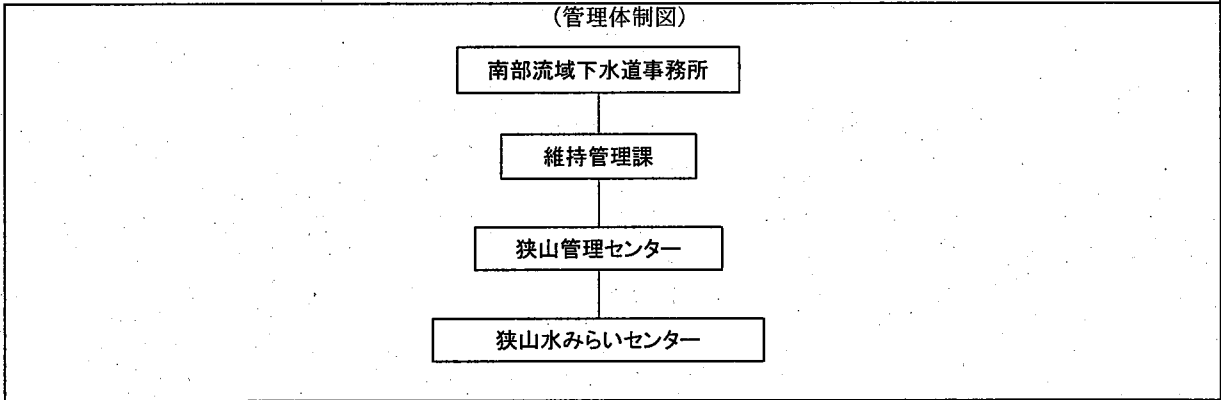 (管理体制図)
南部流域下水道事務所
維持管理課
狭山管理センター
狭山水みらいセンター